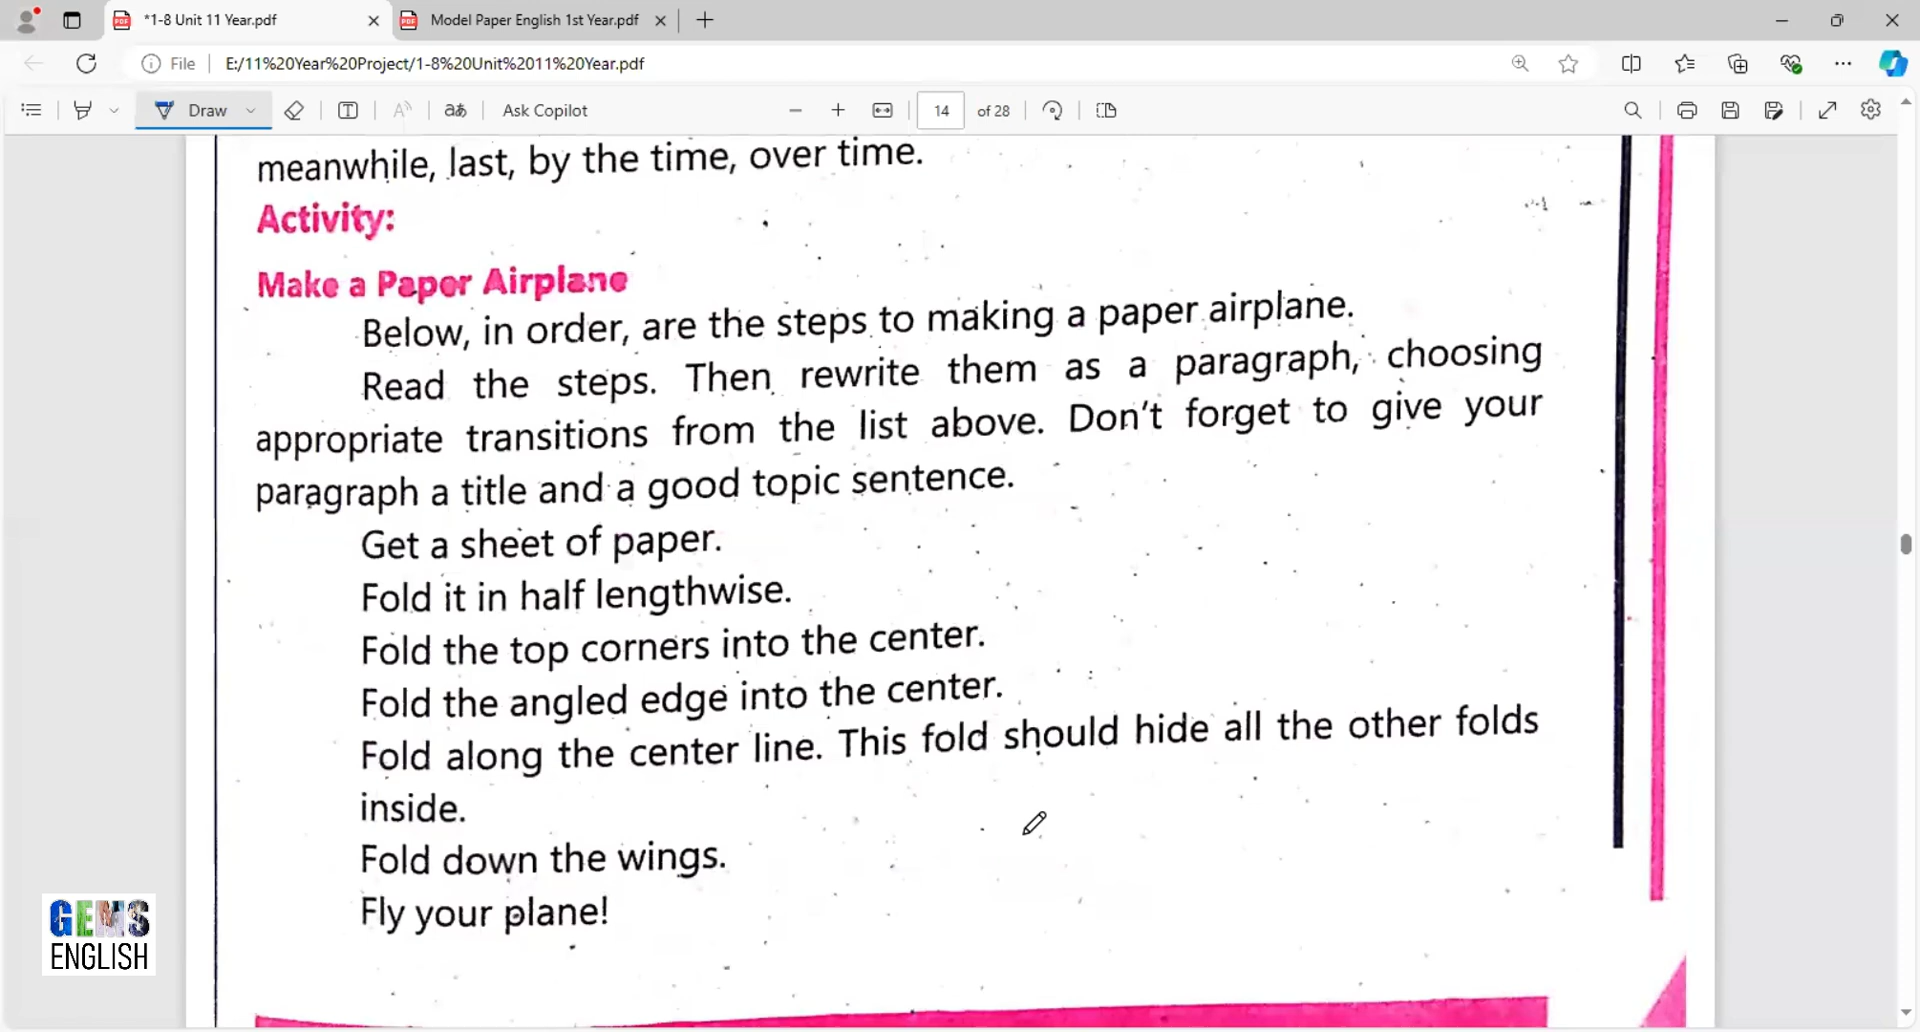 *1-8 Unit 11 Year.pdf
Model Paper English 1st Year.pdf
File
E:/11%20Year%20Project/1-8%20Unit%2011%20Year.pdf
Draw
aあ
Ask Copilot
14
of 28
meanwhile, last, by the time, over time.
Activity:
Make a Paper Airplane
Below, in order, are the steps to making a paper airplane.
Read the steps. Then rewrite them as a paragraph, choosing
appropriate transitions from the list above. Don't forget to give your
paragraph a title and a good topic sentence.
Get a sheet of paper.
Fold it in half lengthwise.
Fold the top corners into the center.
Fold the angled edge into the center.
Fold along the center line. This fold should hide all the other folds
inside.
Fold down the wings.
Fly your plane!
GEMS
ENGLISH